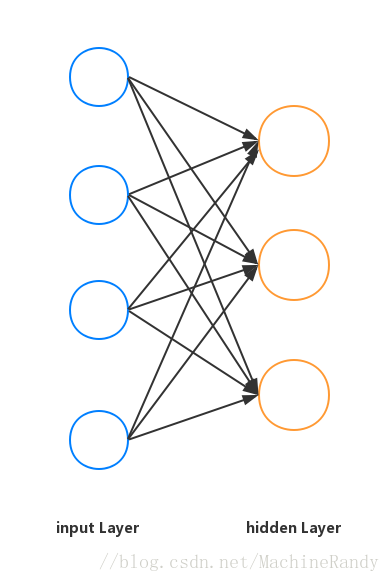 input Layer
hidden Layer
//blog.csdn.net/MachineRandy